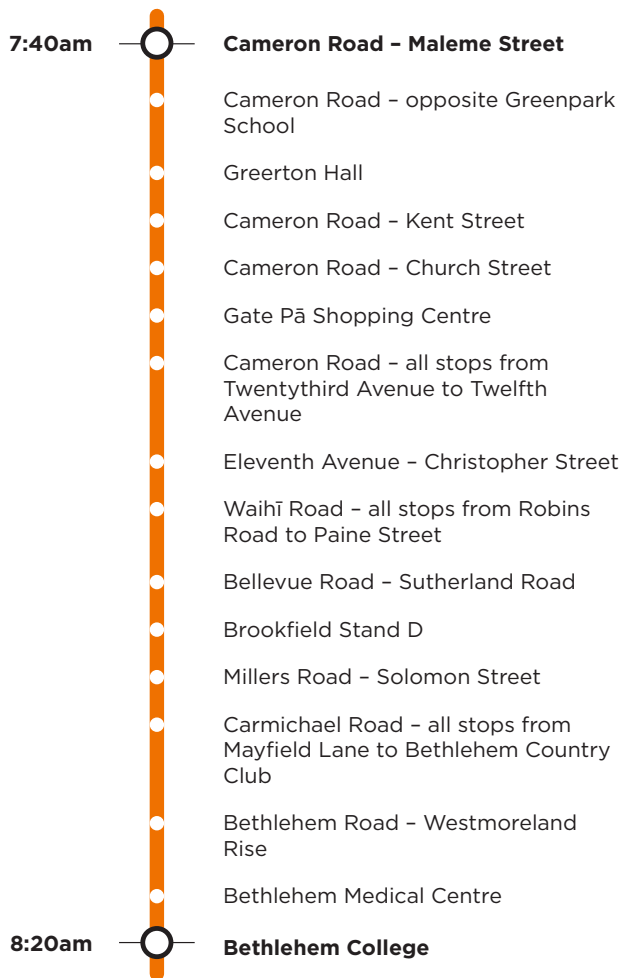 7:40am Cameron Road – Maleme Street
Cameron Road – opposite Greenpark
School
Greerton Hall
Cameron Road – Kent Street
Cameron Road – Church Street
Gate Pā Shopping Centre
Cameron Road – all stops from
Twentythird Avenue to Twelfth
Avenue
Eleventh Avenue – Christopher Street
Waihī Road – all stops from Robins
Road to Paine Street
Bellevue Road – Sutherland Road
Brookfield Stand D
Millers Road – Solomon Street
Carmichael Road – all stops from
Mayfield Lane to Bethlehem Country
Club
Bethlehem Road – Westmoreland
Rise
Bethlehem Medical Centre
8:20am Bethlehem College